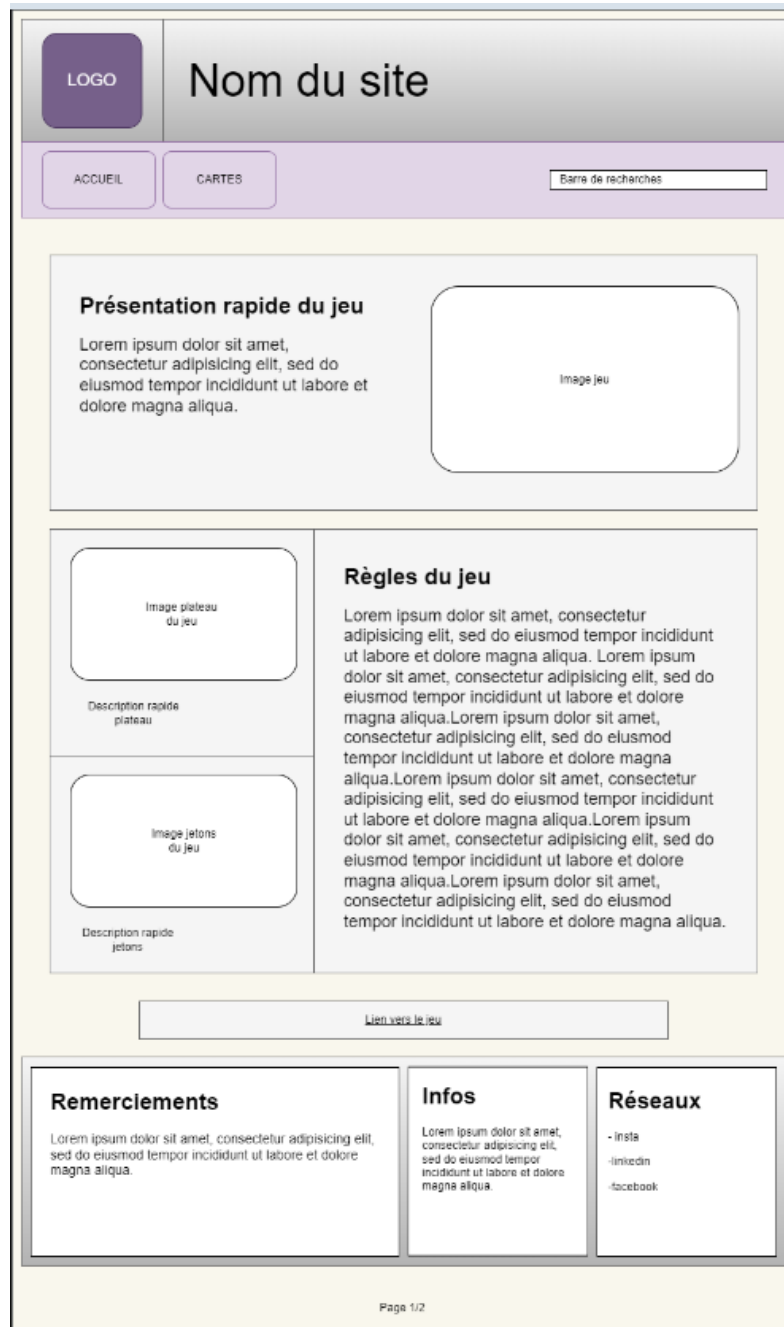 LOGO
Nom du site
ACCUEIL
CARTES
Barre de recherches
Présentation rapide du jeu
Lorem ipsum dolor sit amet,
consectetur adipisicing elit, sed do
eiusmod tempor incididunt ut labore et
dolore magna aliqua.
Image jeu
Image plateau
du jeu
Description rapide
plateau
Image jetons
du jeu
Description rapide
jetons
Règles du jeu
Lorem ipsum dolor sit amet, consectetur
adipisicing elit, sed do eiusmod tempor incididunt
ut labore et dolore magna aliqua. Lorem ipsum
dolor sit amet, consectetur adipisicing elit, sed do
eiusmod tempor incididunt ut labore et dolore
magna aliqua.Lorem ipsum dolor sit amet,
consectetur adipisicing elit, sed do eiusmod
tempor incididunt ut labore et dolore magna
aliqua.Lorem ipsum dolor sit amet, consectetur
adipisicing elit, sed do eiusmod tempor incididunt
ut labore et dolore magna aliqua.Lorem ipsum
dolor sit amet, consectetur adipisicing elit, sed do
eiusmod tempor incididunt ut labore et dolore
magna aliqua.Lorem ipsum dolor sit amet,
consectetur adipisicing elit, sed do eiusmod
tempor incididunt ut labore et dolore magna aliqua.
Lien vers le jeu
Remerciements
Lorem ipsum dolor sit amet, consectetur adipisicing elit,
sed do eiusmod tempor incididunt ut labore et dolore
magna aliqua.
Infos
Lorem ipsum dolor sit amet,
consectetur adipisicing elit,
sed do eiusmod tempor
incididunt ut labore et dolore
magna aliqua.
Réseaux
- Insta
-linkedin
-facebook
Page 1/2